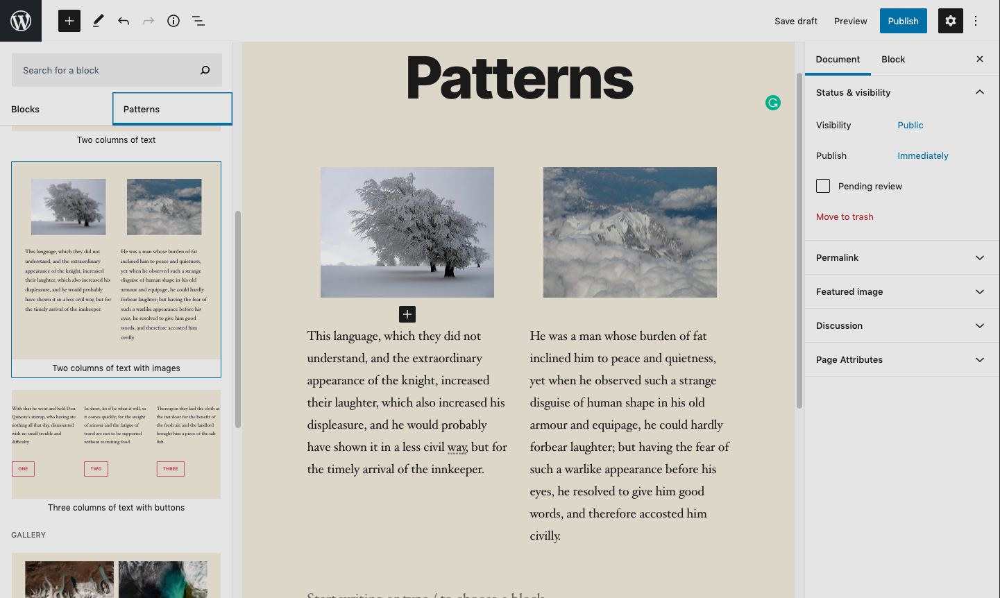 Save draft
Preview
Publish
Search for a block
Blocks
Patterns
Two columns of text
This language, which they did not
understand, and the extraordinary
appearance of the knight, increased
their laughter, which also increased his
displeasure, and he would probably
have shown it in a less civil way, but for
the timely arrival of the innkeeper.
He was a man whose burden of fat
inclined him to peace and quietness,
yet when he observed such a strange
disguise of human shape in his old
armour and equipage, he could hardly
forbear laughter; but having the fear of
such a warlike appearance before his
eyes, he resolved to give him good
words, and therefore accosted him
civilly.
Two columns of text with images
With that he went and held Don
Quixote's stirrup, who having ate
nothing all that day, dismounted
with no small trouble and
difficulty.
ONE
In short, let if be what it will, so
it comes quickly; for the weight
of armour and the fatigue of
travel are not to be supported
without recruiting food.
TWO
Thereupon they laid the cloth at
the inn-door for the benefit of
the fresh air, and the landlord
brought him a piece of the salt
fish.
THREE
Three columns of text with buttons
GALLERY
Patterns
This language, which they did not
understand, and the extraordinary
appearance of the knight, increased
their laughter, which also increased his
displeasure, and he would probably
have shown it in a less civil way, but for
the timely arrival of the innkeeper.
He was a man whose burden of fat
inclined him to peace and quietness,
yet when he observed such a strange
disguise of human shape in his old
armour and equipage, he could hardly
forbear laughter; but having the fear of
such a warlike appearance before his
eyes, he resolved to give him good
words, and therefore accosted him
civilly.
Start writing or type / to choose a block
Document
Block
Status & visibility
Visibility
Public
Publish
Immediately
Pending review
Move to trash
Permalink
Featured image
Discussion
Page Attributes